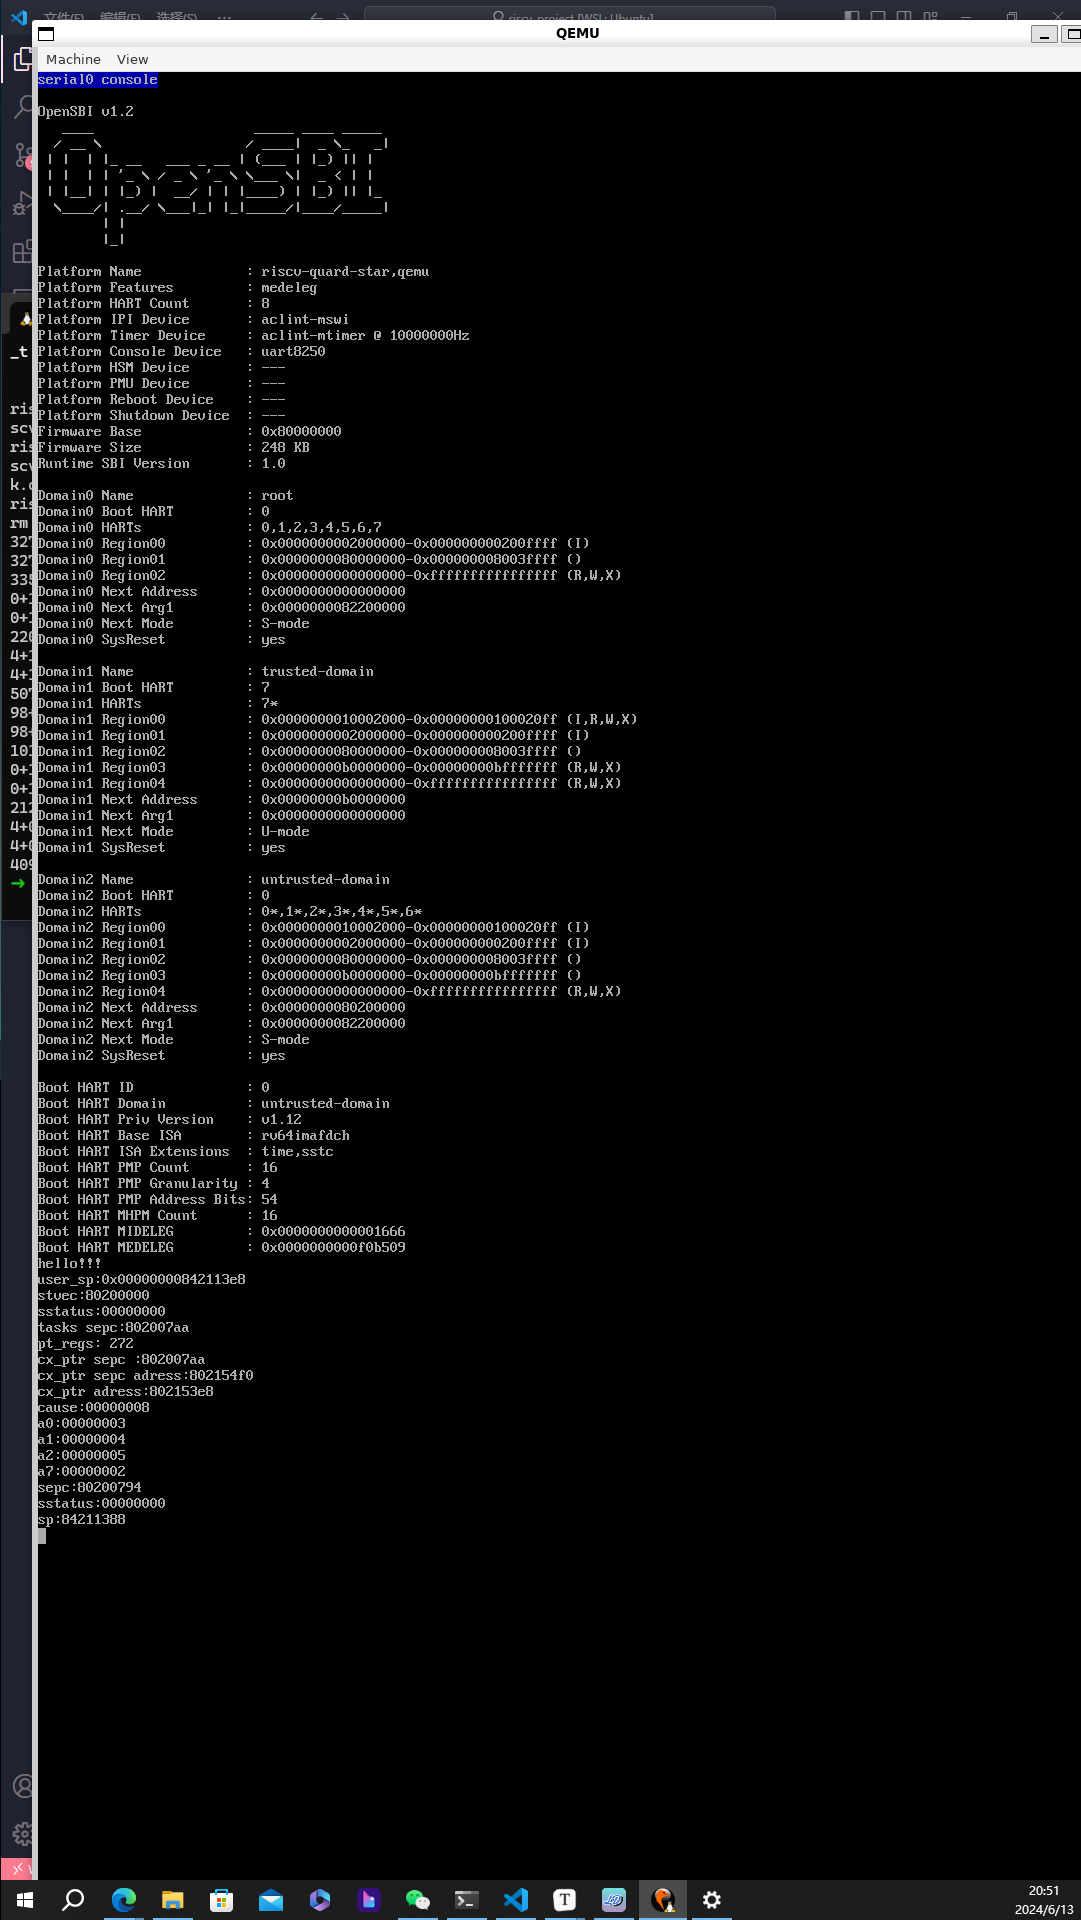 文件(F) 编辑(E) 选择(S) ··· riscv_project [WSL: Ubuntu]
QEMU
Machine View
serial0 console
OpenSBI v1.2
OpenSBI
Platform Name : riscv-quard-star,qemu
Platform Features : medeleg
Platform HART Count : 8
Platform IPI Device : aclint-mswi
Platform Timer Device : aclint-mtimer @ 10000000Hz
Platform Console Device : uart8250
Platform HSM Device : ---
Platform PMU Device : ---
Platform Reboot Device : ---
Platform Shutdown Device : ---
Firmware Base : 0x80000000
Firmware Size : 248 KB
Runtime SBI Version : 1.0
Domain0 Name : root
Domain0 Boot HART : 0
Domain0 HARTs : 0,1,2,3,4,5,6,7
Domain0 Region00 : 0x0000000002000000-0x000000000200ffff (I)
Domain0 Region01 : 0x0000000080000000-0x000000008003ffff ()
Domain0 Region02 : 0x0000000000000000-0xffffffffffffffff (R,W,X)
Domain0 Next Address : 0x0000000000000000
Domain0 Next Arg1 : 0x0000000082200000
Domain0 Next Mode : S-mode
Domain0 SysReset : yes
Domain1 Name : trusted-domain
Domain1 Boot HART : 7
Domain1 HARTs : 7*
Domain1 Region00 : 0x0000000010002000-0x00000000100020ff (I,R,W,X)
Domain1 Region01 : 0x0000000002000000-0x000000000200ffff (I)
Domain1 Region02 : 0x0000000080000000-0x000000008003ffff ()
Domain1 Region03 : 0x00000000b0000000-0x00000000bfffffff (R,W,X)
Domain1 Region04 : 0x0000000000000000-0xffffffffffffffff (R,W,X)
Domain1 Next Address : 0x00000000b0000000
Domain1 Next Arg1 : 0x0000000000000000
Domain1 Next Mode : U-mode
Domain1 SysReset : yes
Domain2 Name : untrusted-domain
Domain2 Boot HART : 0
Domain2 HARTs : 0*,1*,2*,3*,4*,5*,6*
Domain2 Region00 : 0x0000000010002000-0x00000000100020ff (I)
Domain2 Region01 : 0x0000000002000000-0x000000000200ffff (I)
Domain2 Region02 : 0x0000000080000000-0x000000008003ffff ()
Domain2 Region03 : 0x00000000b0000000-0x00000000bfffffff ()
Domain2 Region04 : 0x0000000000000000-0xffffffffffffffff (R,W,X)
Domain2 Next Address : 0x0000000080200000
Domain2 Next Arg1 : 0x0000000082200000
Domain2 Next Mode : S-mode
Domain2 SysReset : yes
Boot HART ID : 0
Boot HART Domain : untrusted-domain
Boot HART Priv Version : v1.12
Boot HART Base ISA : rv64imafdch
Boot HART ISA Extensions : time,sstc
Boot HART PMP Count : 16
Boot HART PMP Granularity : 4
Boot HART PMP Address Bits: 54
Boot HART MHPM Count : 16
Boot HART MIDELEG : 0x0000000000001666
Boot HART MEDELEG : 0x0000000000f0b509
hello!!!
user_sp:0x00000000842113e8
stvec:80200000
sstatus:00000000
tasks sepc:802007aa
pt_regs: 272
cx_ptr sepc :802007aa
cx_ptr sepc adress:802154f0
cx_ptr adress:802153e8
cause:00000008
a0:00000003
a1:00000004
a2:00000005
a7:00000002
sepc:80200794
sstatus:00000000
sp:84211388
20:51
2024/6/13